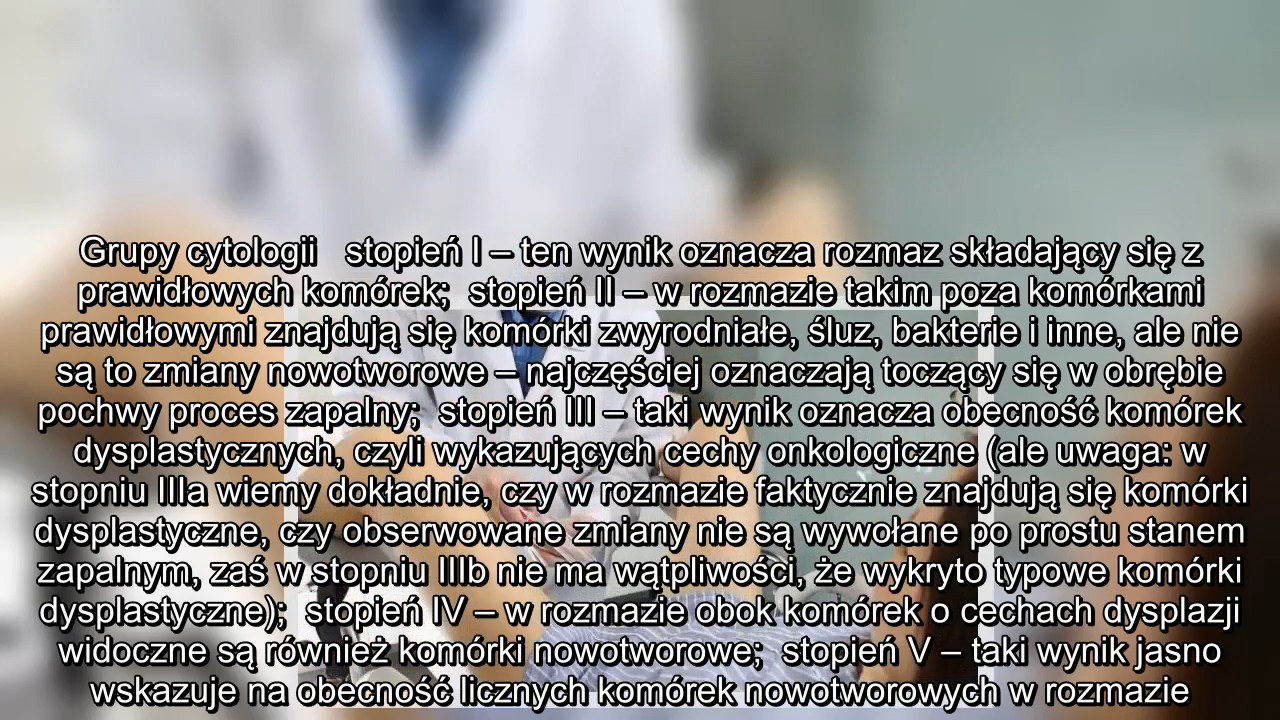 Grupy cytologii   stopień I – ten wynik oznacza rozmaz składający się z
prawidłowych komórek;  stopień II – w rozmazie takim poza komórkami
prawidłowymi znajdują się komórki zwyrodniałe, śluz, bakterie i inne, ale nie
są to zmiany nowotworowe – najczęściej oznaczają toczący się w obrębie
pochwy proces zapalny;  stopień III – taki wynik oznacza obecność komórek
dysplastycznych, czyli wykazujących cechy onkologiczne (ale uwaga: w
stopniu IIIa wiemy dokładnie, czy w rozmazie faktycznie znajdują się komórki
dysplastyczne, czy obserwowane zmiany nie są wywołane po prostu stanem
zapalnym, zaś w stopniu IIIb nie ma wątpliwości, że wykryto typowe komórki
dysplastyczne);  stopień IV – w rozmazie obok komórek o cechach dysplazji
widoczne są również komórki nowotworowe;  stopień V – taki wynik jasno
wskazuje na obecność licznych komórek nowotworowych w rozmazie